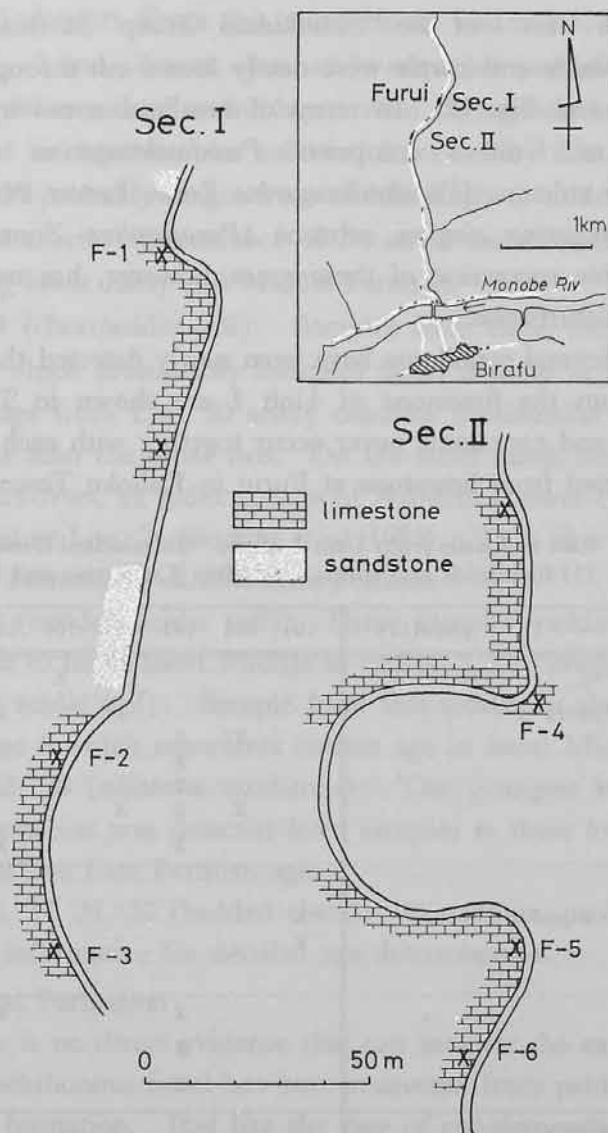 N
Furui
Sec. I
Sec. II
1km
Monobe Riv
Birafu
Sec. I
F-1
F-2
F-3
Sec. II
limestone
sandstone
F-4
F-5
F-6
0
50 m